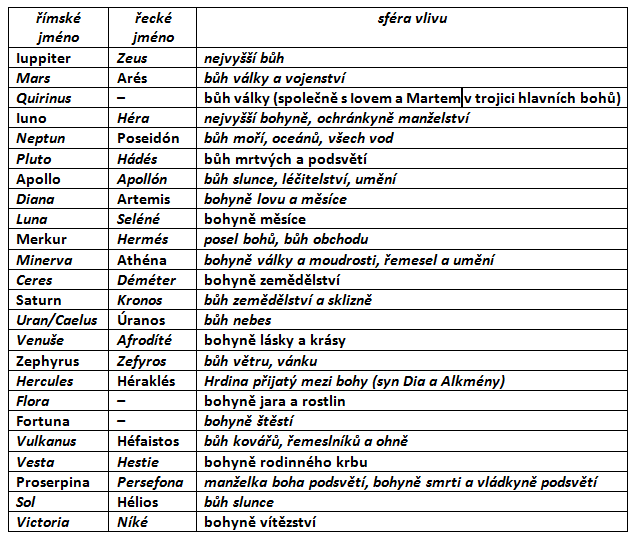 římské jméno řecké jméno sféra vlivu
Iuppiter Zeus nejvyšší bůh
Mars Arés bůh války a vojenství
Quirinus – bůh války (společně s Iovem a Martem v trojici hlavních bohů)
Iuno Héra nejvyšší bohyně, ochránkyně manželství
Neptun Poseidón bůh moří, oceánů, všech vod
Pluto Hádés bůh mrtvých a podsvětí
Apollo Apollón bůh slunce, léčitelství, umění
Diana Artemis bohyně lovu a měsíce
Luna Seléné bohyně měsíce
Merkur Hermés posel bohů, bůh obchodu
Minerva Athéna bohyně války a moudrosti, řemesel a umění
Ceres Déméter bohyně zemědělství
Saturn Kronos bůh zemědělství a sklizně
Uran/Caelus Úranos bůh nebes
Venuše Afrodíté bohyně lásky a krásy
Zephyrus Zefyros bůh větru, vánku
Hercules Héraklés Hrdina přijatý mezi bohy (syn Dia a Alkmény)
Flora – bohyně jara a rostlin
Fortuna – bohyně štěstí
Vulkanus Héfaistos bůh kovářů, řemeslníků a ohně
Vesta Hestie bohyně rodinného krbu
Proserpina Persefona manželka boha podsvětí, bohyně smrti a vládkyně podsvětí
Sol Hélios bůh slunce
Victoria Níké bohyně vítězství